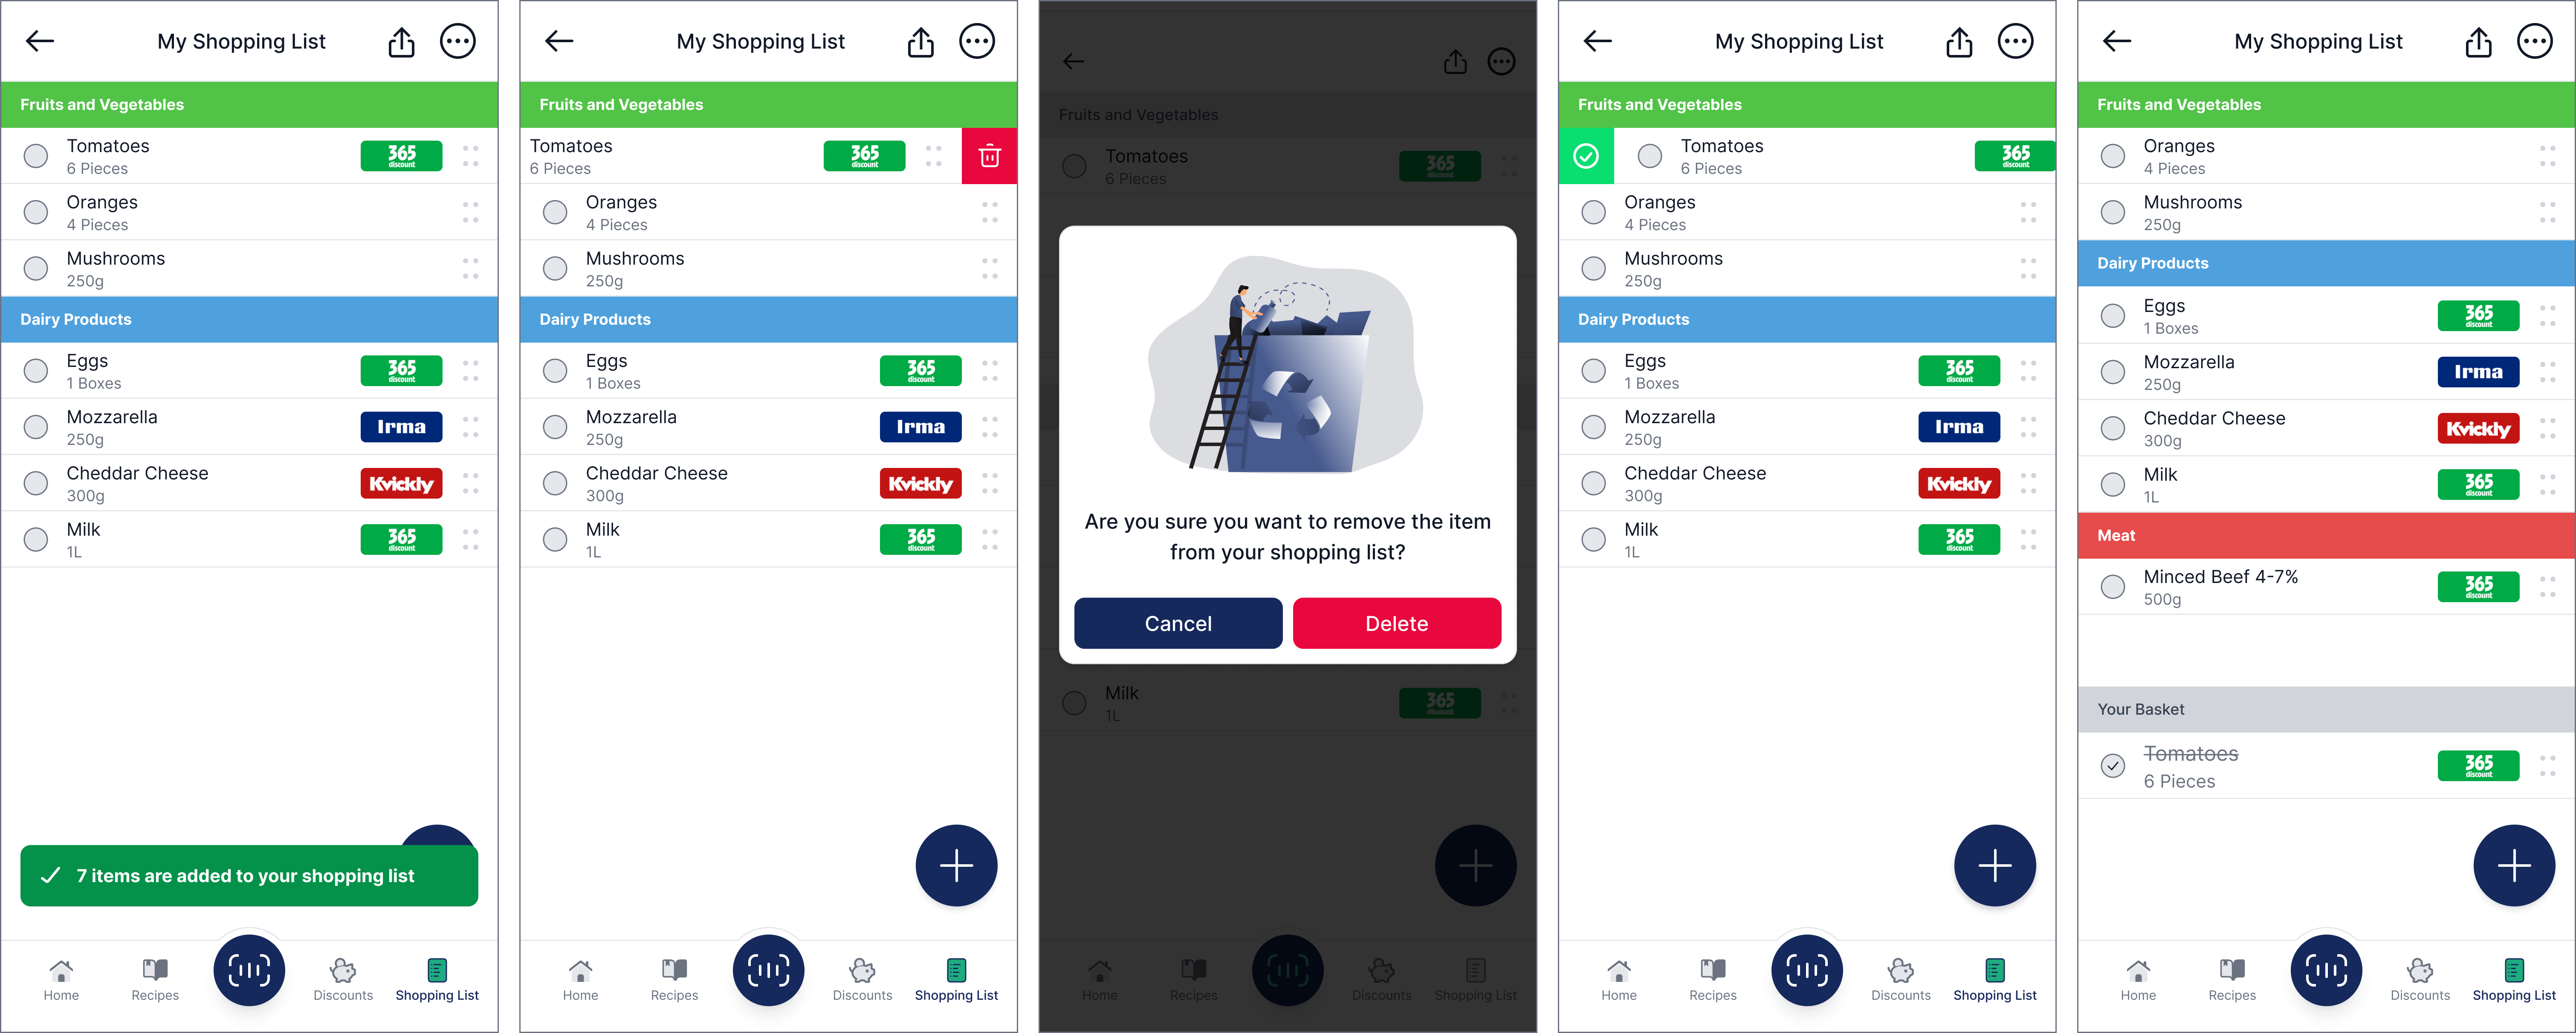 My Shopping List
Fruits and Vegetables
Tomatoes
6 Pieces
365
discount
Oranges
4 Pieces
Mushrooms
250g
Dairy Products
Eggs
1 Boxes
365
discount
Mozzarella
250g
Irma
Cheddar Cheese
300g
Kvickly
Milk
1L
365
discount
7 items are added to your shopping list
Home
Recipes
Discounts
Shopping List
My Shopping List
Fruits and Vegetables
Tomatoes
6 Pieces
365
discount
Oranges
4 Pieces
Mushrooms
250g
Dairy Products
Eggs
1 Boxes
365
discount
Mozzarella
250g
Irma
Cheddar Cheese
300g
Kvickly
Milk
1L
365
discount
Home
Recipes
Discounts
Shopping List
Fruits and Vegetables
Tomatoes
6 Pieces
365
discount
Are you sure you want to remove the item
from your shopping list?
Cancel
Delete
Milk
1L
365
discount
Home
Recipes
Discounts
Shopping List
My Shopping List
Fruits and Vegetables
Tomatoes
6 Pieces
365
discount
Oranges
4 Pieces
Mushrooms
250g
Dairy Products
Eggs
1 Boxes
365
discount
Mozzarella
250g
Irma
Cheddar Cheese
300g
Kvickly
Milk
1L
365
discount
Home
Recipes
Discounts
Shopping List
My Shopping List
Fruits and Vegetables
Oranges
4 Pieces
Mushrooms
250g
Dairy Products
Eggs
1 Boxes
365
discount
Mozzarella
250g
Irma
Cheddar Cheese
300g
Kvickly
Milk
1L
365
discount
Meat
Minced Beef 4-7%
500g
365
discount
Your Basket
Tomatoes
6 Pieces
365
discount
Home
Recipes
Discounts
Shopping List